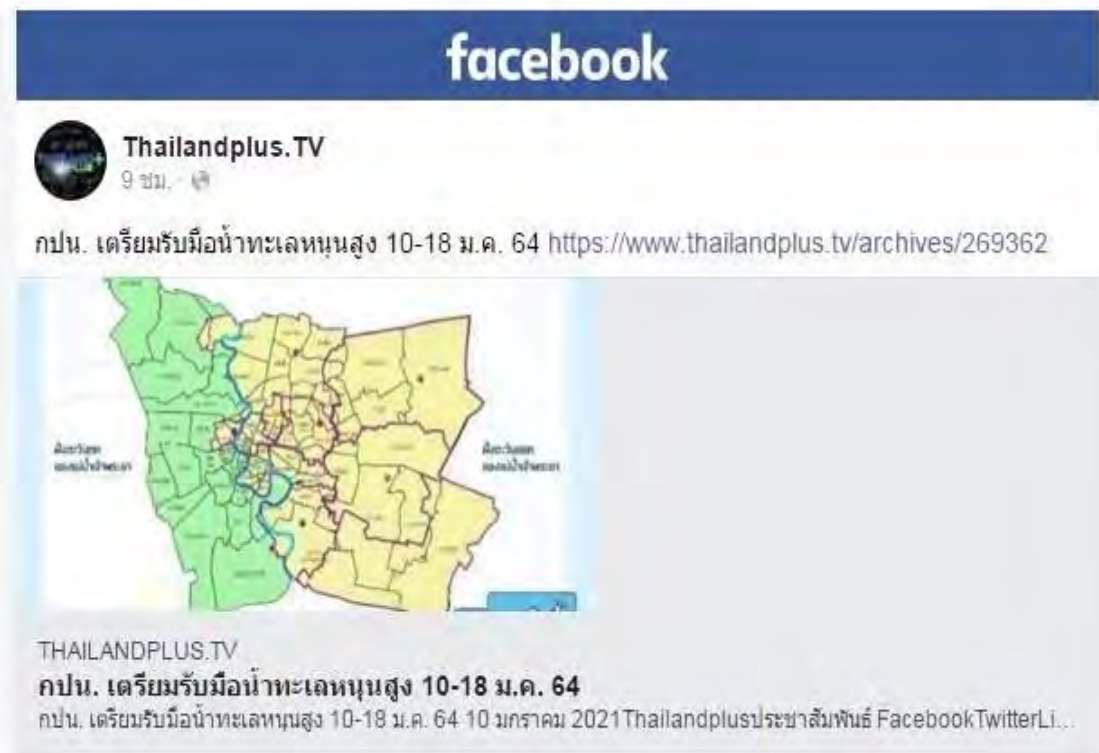 facebook
Thailandplus.TV
9 ชม.
กปน. เตรียมรับมือน้ำทะเลหนุนสูง 10-18 ม.ค. 64 https://www.thailandplus.tv/archives/269362
THAILANDPLUS.TV
กปน. เตรียมรับมือน้ำทะเลหนุนสูง 10-18 ม.ค. 64
กปน. เตรียมรับมือน้ำทะเลหนุนสูง 10-18 ม.ค. 64 10 มกราคม 2021Thailandplusประชาสัมพันธ์ FacebookTwitterLi...